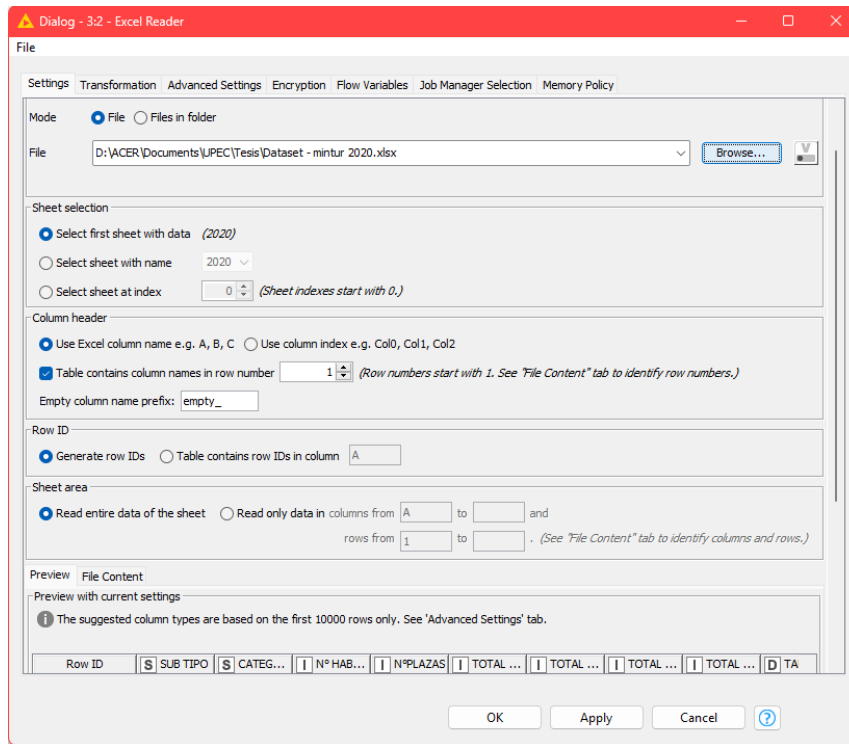 Dialog - 3:2 - Excel Reader
File
Settings Transformation Advanced Settings Encryption Flow Variables Job Manager Selection Memory Policy
Mode File Files in folder
File D:\ACER\Documents\UPEC\Tesis\Dataset - mintur 2020.xlsx Browse... V
Sheet selection
Select first sheet with data (2020)
Select sheet with name 2020
Select sheet at index 0 (Sheet indexes start with 0.)
Column header
Use Excel column name e.g. A, B, C Use column index e.g. Col0, Col1, Col2
Table contains column names in row number 1 (Row numbers start with 1. See "File Content" tab to identify row numbers.)
Empty column name prefix: empty_
Row ID
Generate row IDs Table contains row IDs in column A
Sheet area
Read entire data of the sheet Read only data in columns from A to and
rows from 1 to . (See "File Content" tab to identify columns and rows.)
Preview File Content
Preview with current settings
The suggested column types are based on the first 10000 rows only. See 'Advanced Settings' tab.
Row ID S SUB TIPO S CATEG... I Nº HAB... I NºPLAZAS I TOTAL ... I TOTAL ... I TOTAL ... I TOTAL ... D TA
OK Apply Cancel ?